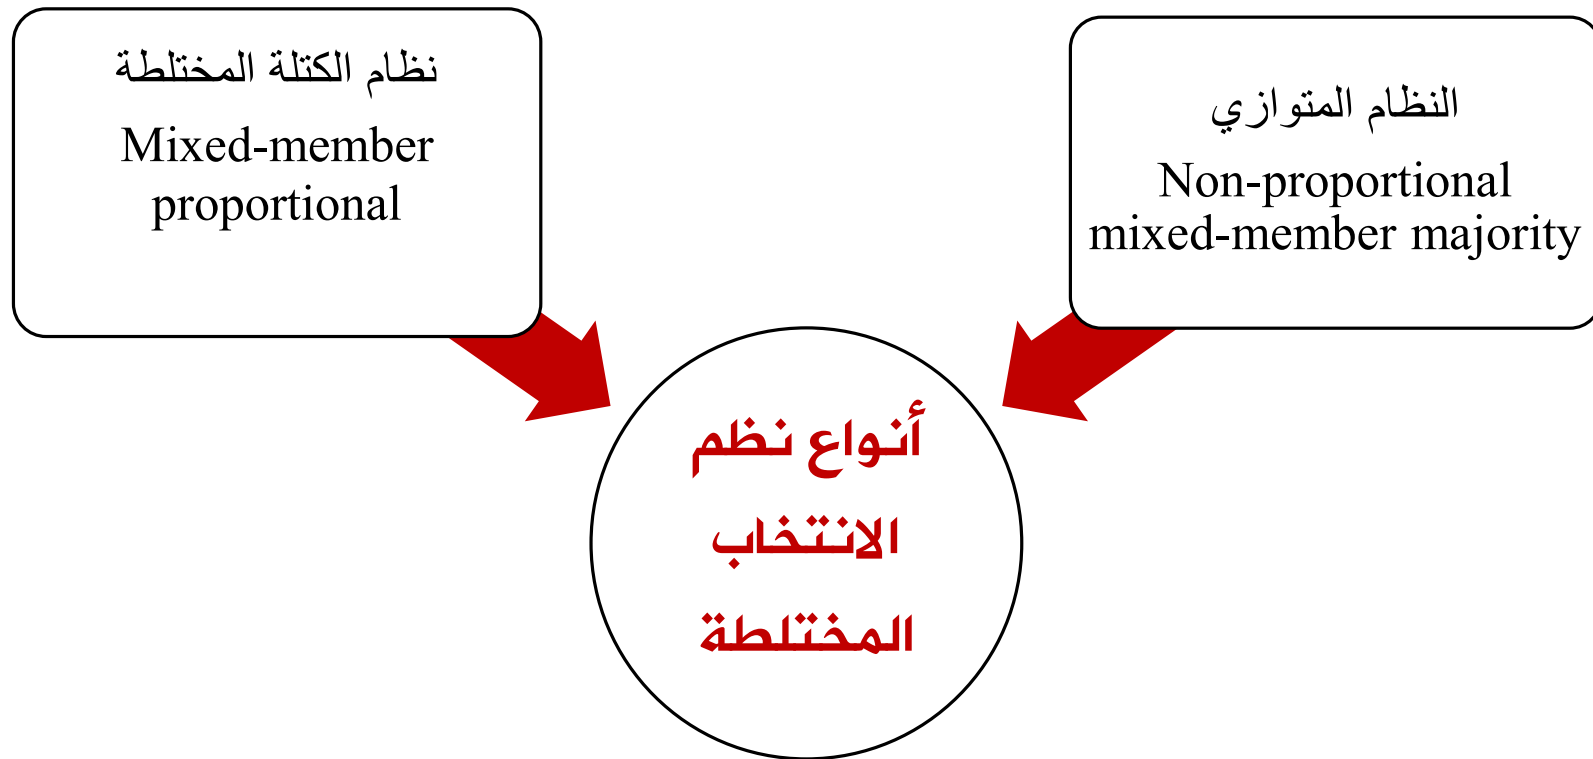 النظام المتوازي
Non-proportional
mixed-member majority
نظام الكتلة المختلطة
Mixed-member
proportional
أنواع نظم
الانتخاب
المختلطة